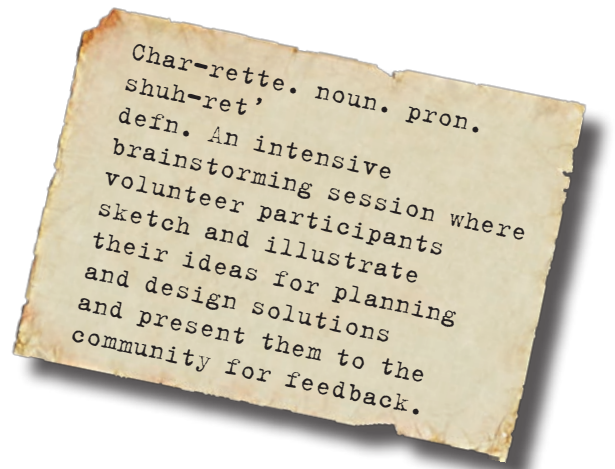 Char-rette. noun. pron.
shuh-ret’
defn. An intensive
brainstorming session where
volunteer participants
sketch and illustrate
their ideas for planning
and design solutions
and present them to the
community for feedback.